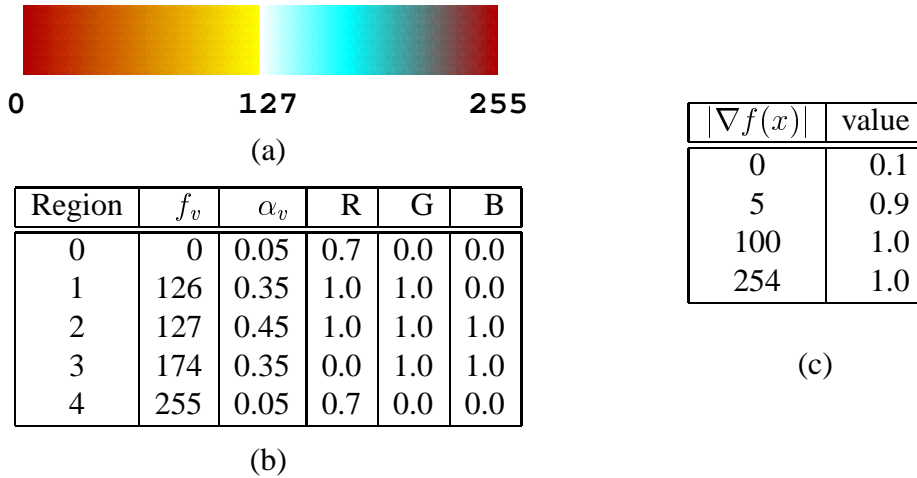 0 127 255
(a)
Region f_v α_v R G B
0 0 0.05 0.7 0.0 0.0
1 126 0.35 1.0 1.0 0.0
2 127 0.45 1.0 1.0 1.0
3 174 0.35 0.0 1.0 1.0
4 255 0.05 0.7 0.0 0.0
(b)
|∇f(x)| value
0 0.1
5 0.9
100 1.0
254 1.0
(c)